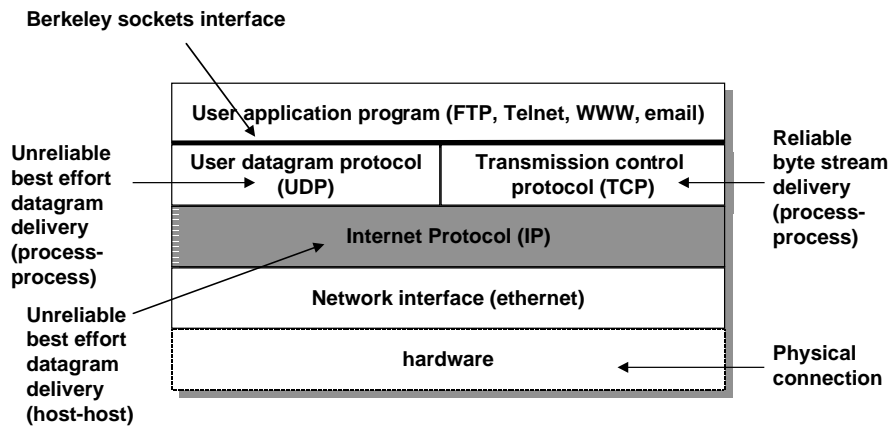 Berkeley sockets interface
User application program (FTP, Telnet, WWW, email)
Unreliable
best effort
datagram
delivery
(process-
process)
User datagram protocol
(UDP)
Transmission control
protocol (TCP)
Reliable
byte stream
delivery
(process-
process)
Internet Protocol (IP)
Network interface (ethernet)
Unreliable
best effort
datagram
delivery
(host-host)
hardware
Physical
connection